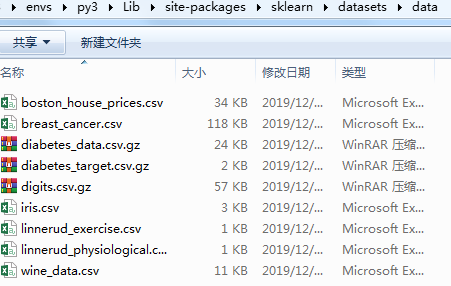 envs ▸ py3 ▸ Lib ▸ site-packages ▸ sklearn ▸ datasets ▸ data
共享 新建文件夹
名称 大小 修改日期 类型
boston_house_prices.csv 34 KB 2019/12/... Microsoft Ex...
breast_cancer.csv 118 KB 2019/12/... Microsoft Ex...
diabetes_data.csv.gz 24 KB 2019/12/... WinRAR 压缩...
diabetes_target.csv.gz 2 KB 2019/12/... WinRAR 压缩...
digits.csv.gz 57 KB 2019/12/... WinRAR 压缩...
iris.csv 3 KB 2019/12/... Microsoft Ex...
linnerud_exercise.csv 1 KB 2019/12/... Microsoft Ex...
linnerud_physiological.c... 1 KB 2019/12/... Microsoft Ex...
wine_data.csv 11 KB 2019/12/... Microsoft Ex...